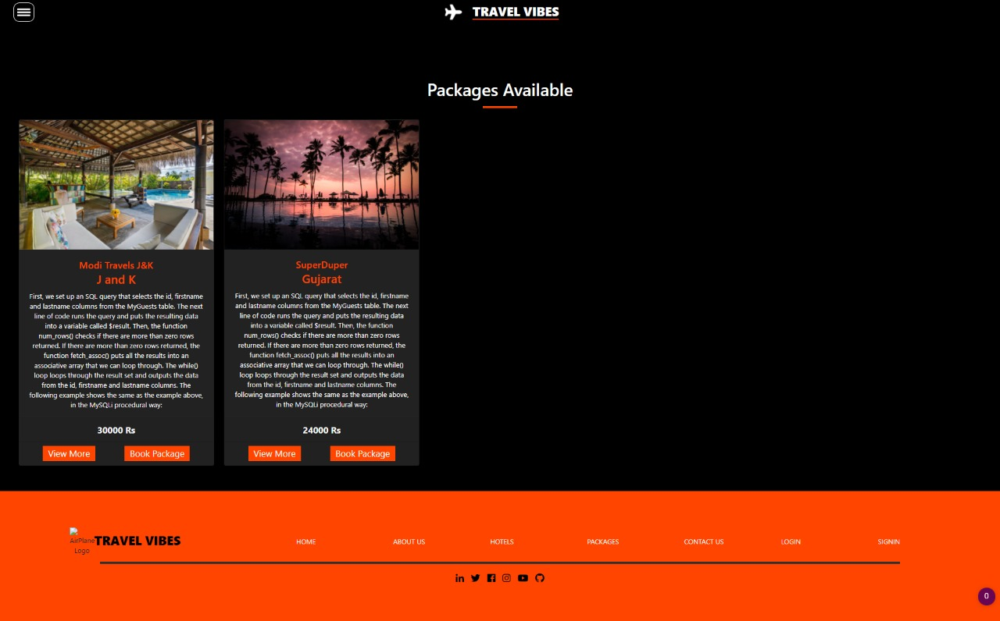 TRAVEL VIBES
Packages Available
Modi Travels J&K
J and K
First, we set up an SQL query that selects the id, firstname
and lastname columns from the MyGuests table. The next
line of code runs the query and puts the resulting data
into a variable called $result. Then, the function
num_rows() checks if there are more than zero rows
returned. If there are more than zero rows returned, the
function fetch_assoc() puts all the results into an
associative array that we can loop through. The while()
loop loops through the result set and outputs the data
from the id, firstname and lastname columns. The
following example shows the same as the example above,
in the MySQLi procedural way:
30000 Rs
View More
Book Package
SuperDuper
Gujarat
First, we set up an SQL query that selects the id, firstname
and lastname columns from the MyGuests table. The next
line of code runs the query and puts the resulting data
into a variable called $result. Then, the function
num_rows() checks if there are more than zero rows
returned. If there are more than zero rows returned, the
function fetch_assoc() puts all the results into an
associative array that we can loop through. The while()
loop loops through the result set and outputs the data
from the id, firstname and lastname columns. The
following example shows the same as the example above,
in the MySQLi procedural way:
24000 Rs
View More
Book Package
AirPlane
Logo
TRAVEL VIBES
HOME
ABOUT US
HOTELS
PACKAGES
CONTACT US
LOGIN
SIGNIN
0